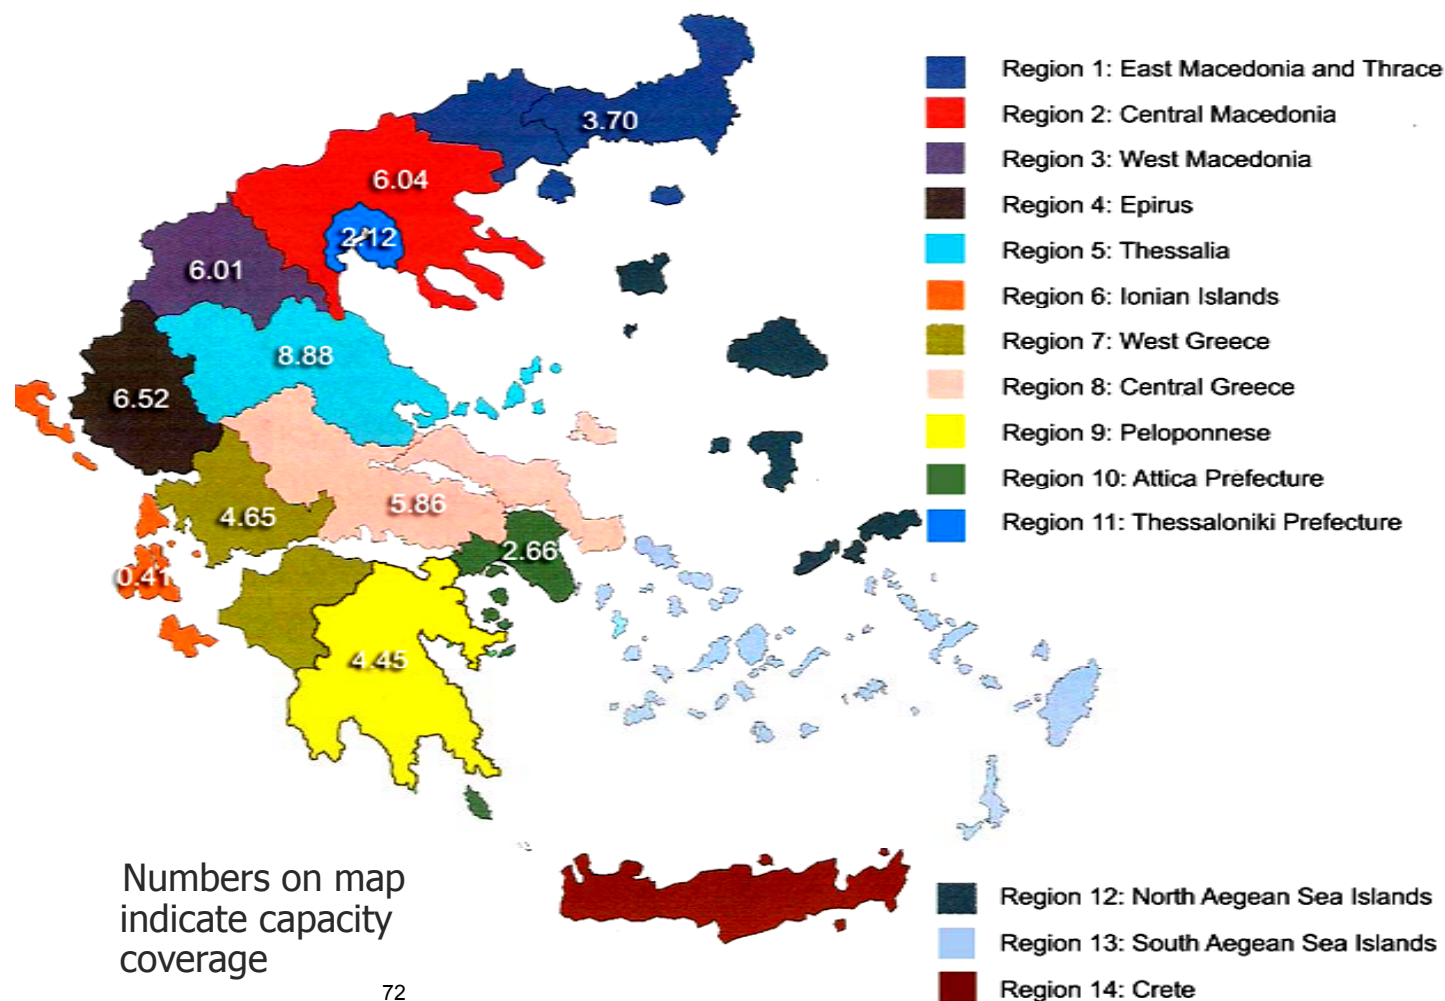 Region 1: East Macedonia and Thrace
Region 2: Central Macedonia
Region 3: West Macedonia
Region 4: Epirus
Region 5: Thessalia
Region 6: Ionian Islands
Region 7: West Greece
Region 8: Central Greece
Region 9: Peloponnese
Region 10: Attica Prefecture
Region 11: Thessaloniki Prefecture
3.70
6.04
2.12
6.01
8.88
6.52
5.86
4.65
2.66
0.41
4.45
Numbers on map
indicate capacity
coverage
72
Region 12: North Aegean Sea Islands
Region 13: South Aegean Sea Islands
Region 14: Crete